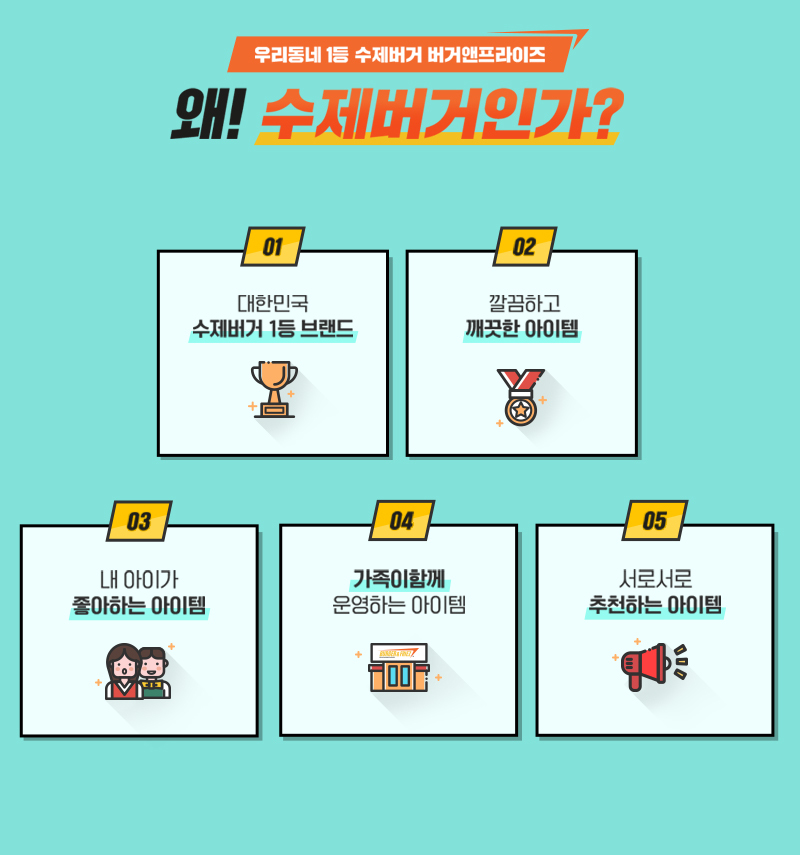 우리동네 1등 수제버거 버거앤프라이즈
왜! 수제버거인가?
01
대한민국
수제버거 1등 브랜드
02
깔끔하고
깨끗한 아이템
03
내 아이가
좋아하는 아이템
04
가족이함께
운영하는 아이템
05
서로서로
추천하는 아이템